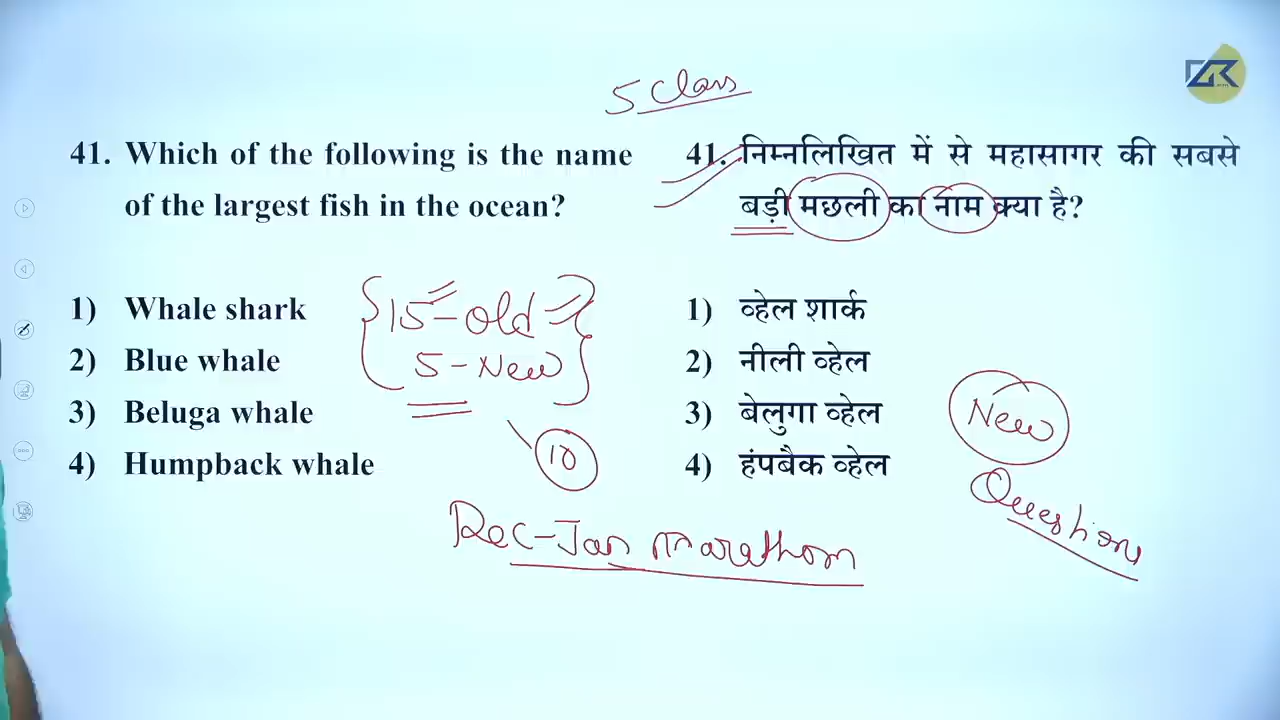 5 Class
41. Which of the following is the name
of the largest fish in the ocean?
1) Whale shark
2) Blue whale
3) Beluga whale
4) Humpback whale
41. निम्नलिखित में से महासागर की सबसे
बड़ी मछली का नाम क्या है?
1) व्हेल शार्क
2) नीली व्हेल
3) बेलुगा व्हेल
4) हंपबैक व्हेल
15 - old
5 - New
10
New
Question
Dec-Jan Marathon